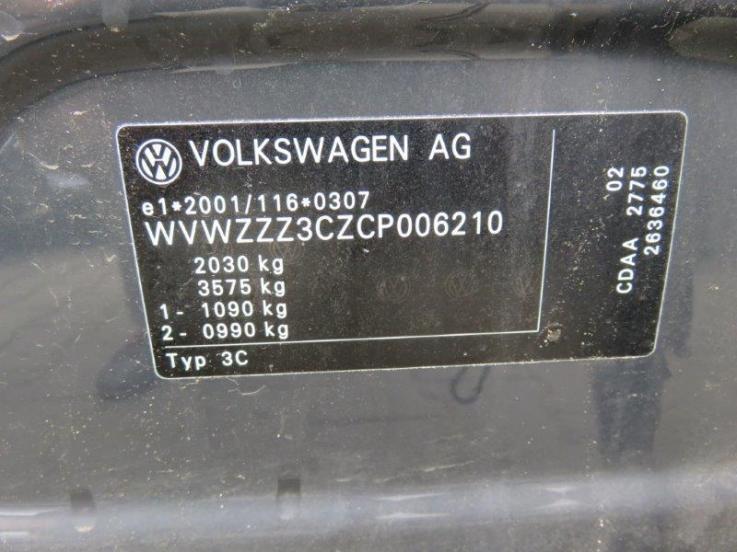 VOLKSWAGEN AG
e1*2001/116*0307
WVWZZZ3CZCP006210
2030 kg
3575 kg
1- 1090 kg
2- 0990 kg
Typ 3C
02
CDAA 2775
2636460